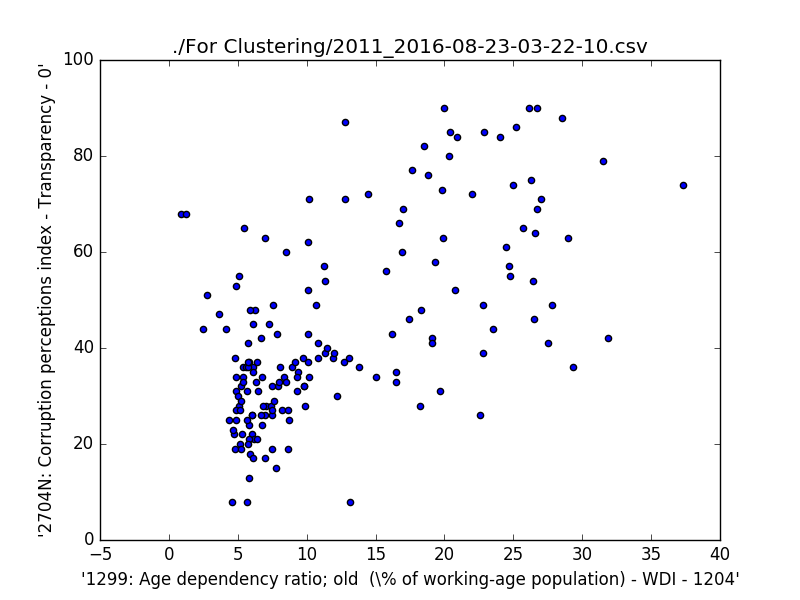 ./For Clustering/2011_2016-08-23-03-22-10.csv
100
80
60
40
20
0
'2704N: Corruption perceptions index - Transparency - 0'
−5 0 5 10 15 20 25 30 35 40
'1299: Age dependency ratio; old  (\% of working-age population) - WDI - 1204'